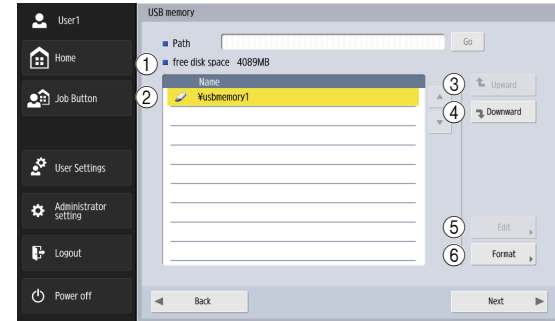 User1
Home
Job Button
User Settings
Administrator
setting
Logout
Power off
USB memory
Path
Go
1 free disk space 4089MB
Name
2 ¥usbmemory1
3 Upward
4 Downward
5 Edit
6 Format
Back
Next